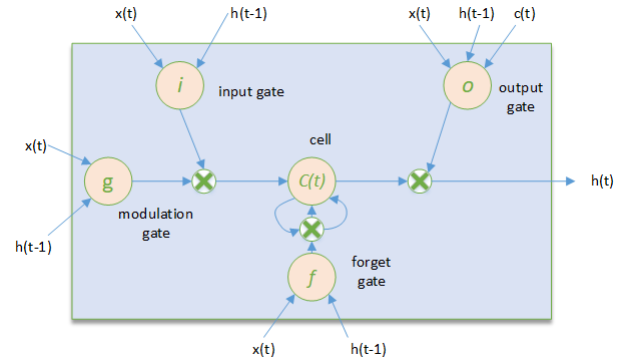 x(t)
h(t-1)
x(t)
h(t-1)
c(t)
i
input gate
o
output
gate
cell
x(t)
g
C(t)
h(t)
modulation
gate
h(t-1)
f
forget
gate
x(t)
h(t-1)